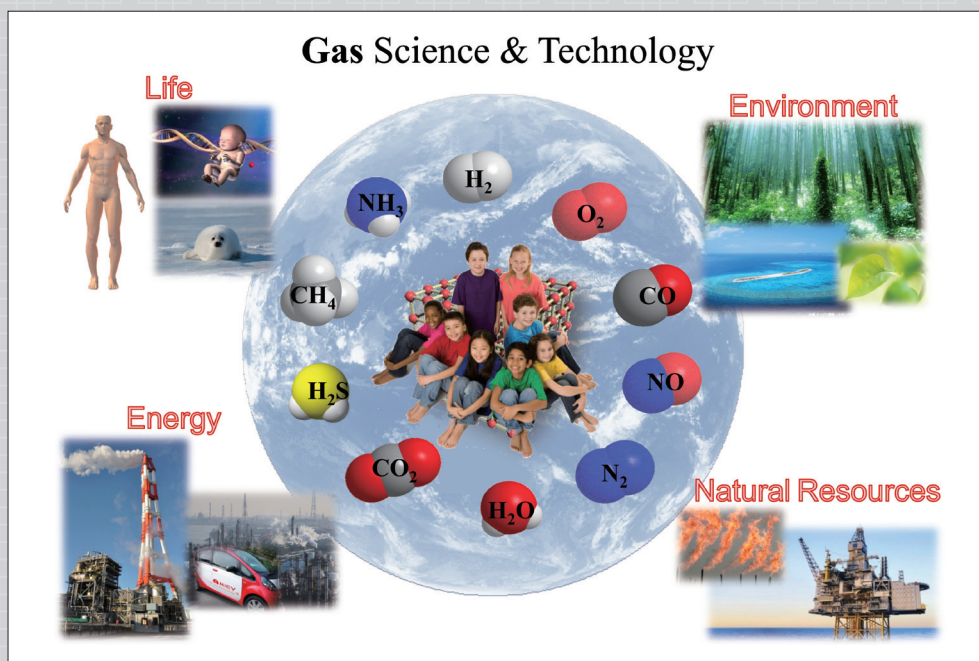 Gas Science & Technology
Life
Environment
H₂
NH₃
O₂
CH₄
CO
H₂S
NO
Energy
CO₂
N₂
H₂O
Natural Resources